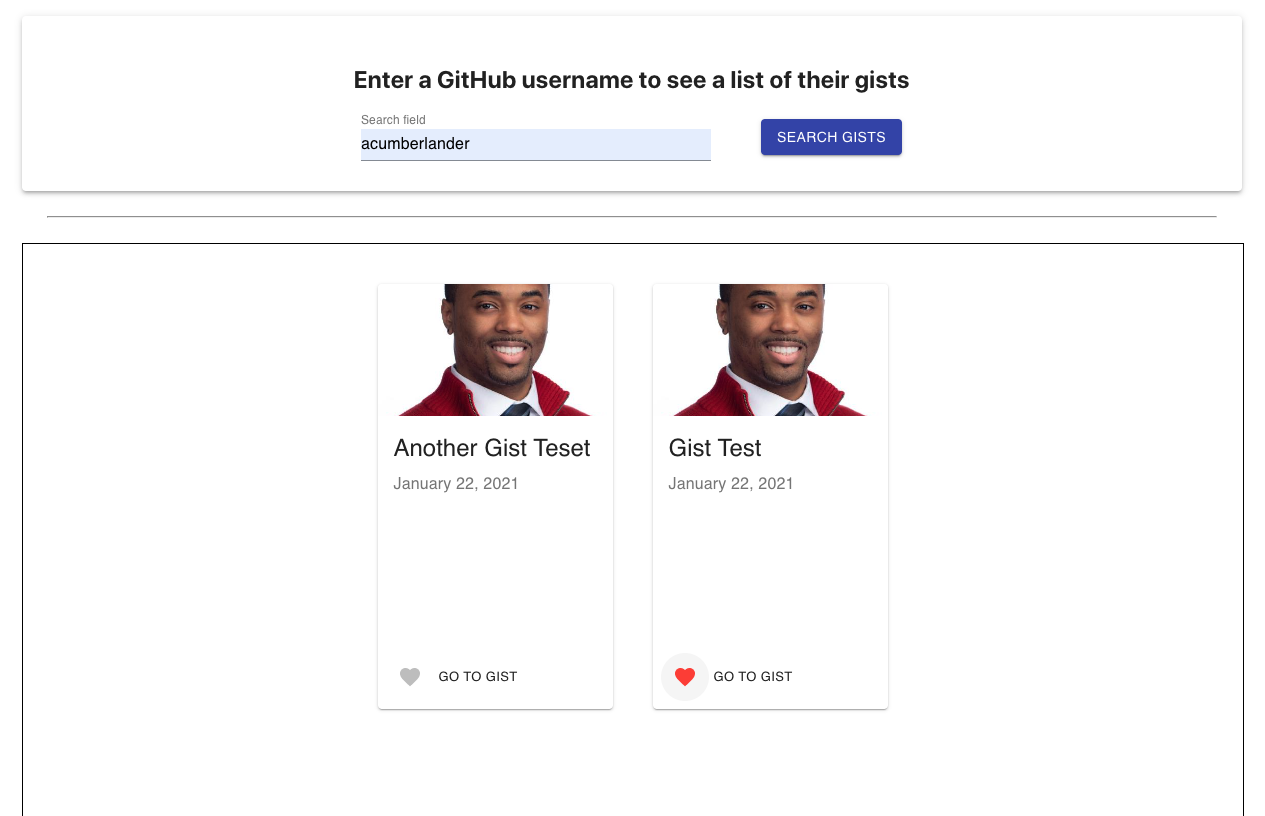 Enter a GitHub username to see a list of their gists
Search field
acumberlander
SEARCH GISTS
Another Gist Teset
January 22, 2021
GO TO GIST
Gist Test
January 22, 2021
GO TO GIST